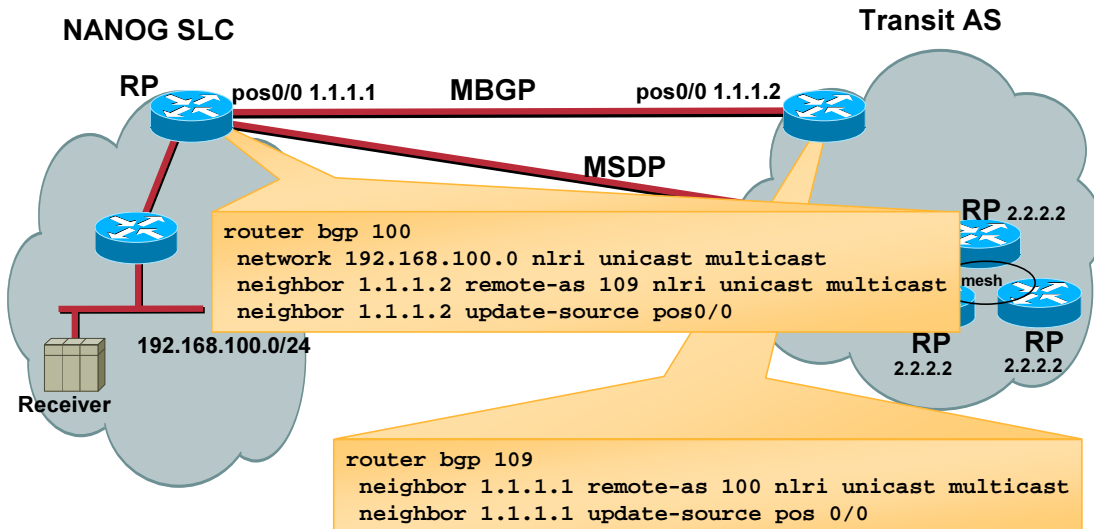 NANOG SLC
Transit AS
RP
pos0/0 1.1.1.1
MBGP
pos0/0 1.1.1.2
MSDP
router bgp 100
network 192.168.100.0 nlri unicast multicast
neighbor 1.1.1.2 remote-as 109 nlri unicast multicast
neighbor 1.1.1.2 update-source pos0/0
RP 2.2.2.2
mesh
RP
2.2.2.2
RP
2.2.2.2
192.168.100.0/24
Receiver
router bgp 109
neighbor 1.1.1.1 remote-as 100 nlri unicast multicast
neighbor 1.1.1.1 update-source pos 0/0